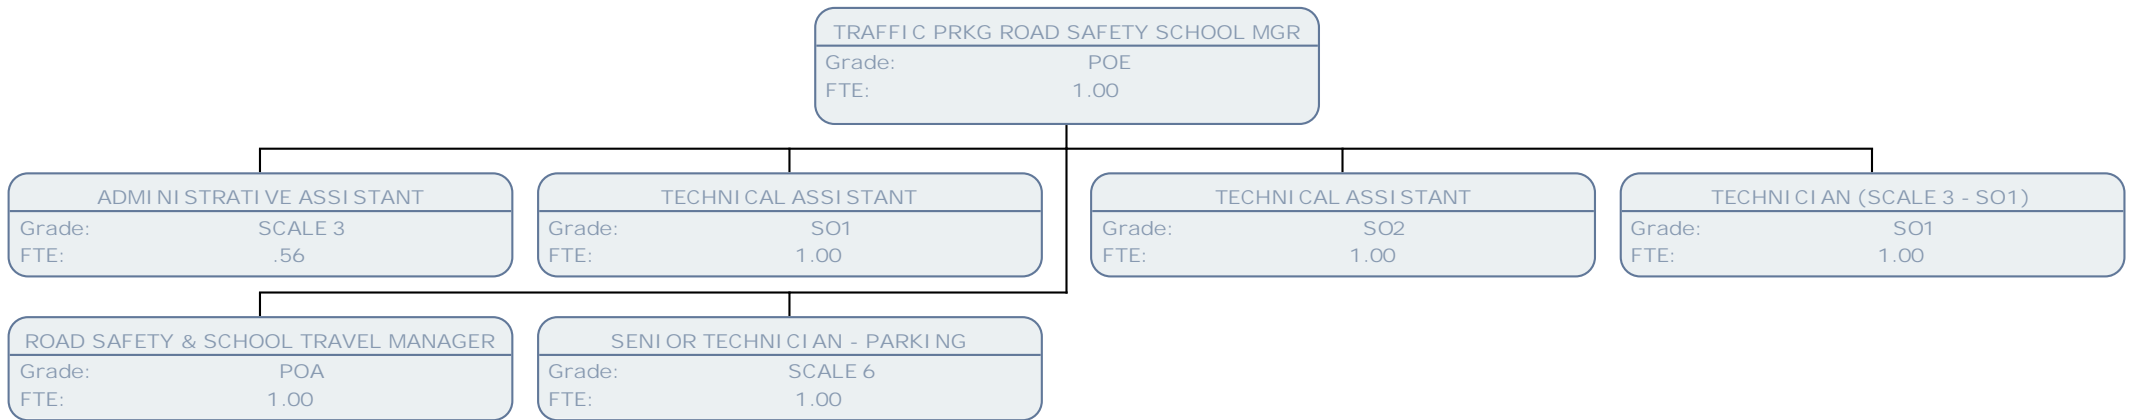 TRAFFIC PRKG ROAD SAFETY SCHOOL MGR
Grade: POE
FTE: 1.00
ADMINISTRATIVE ASSISTANT
Grade: SCALE 3
FTE: .56
TECHNICAL ASSISTANT
Grade: SO1
FTE: 1.00
TECHNICAL ASSISTANT
Grade: SO2
FTE: 1.00
TECHNICIAN (SCALE 3 - SO1)
Grade: SO1
FTE: 1.00
ROAD SAFETY & SCHOOL TRAVEL MANAGER
Grade: POA
FTE: 1.00
SENIOR TECHNICIAN - PARKING
Grade: SCALE 6
FTE: 1.00